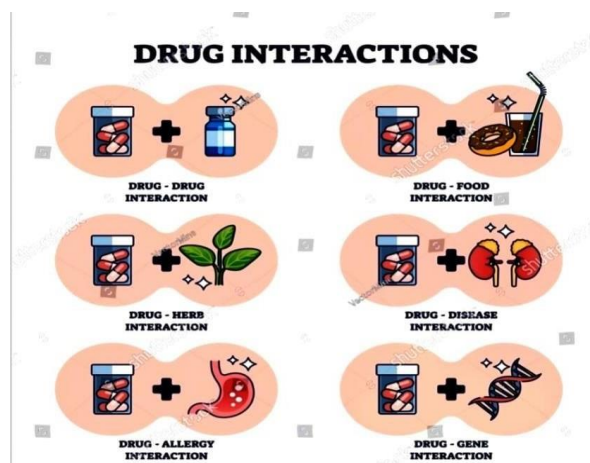 DRUG INTERACTIONS
DRUG - DRUG
INTERACTION
DRUG - FOOD
INTERACTION
DRUG - HERB
INTERACTION
DRUG - DISEASE
INTERACTION
DRUG - ALLERGY
INTERACTION
DRUG - GENE
INTERACTION